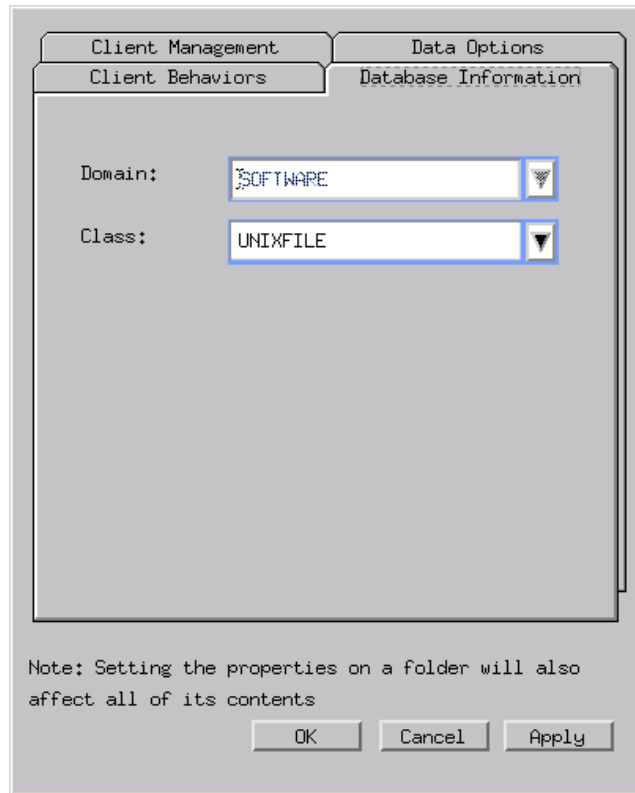 Client Management
Data Options
Client Behaviors
Database Information
Domain:
SOFTWARE
Class:
UNIXFILE
Note: Setting the properties on a folder will also
affect all of its contents
OK
Cancel
Apply